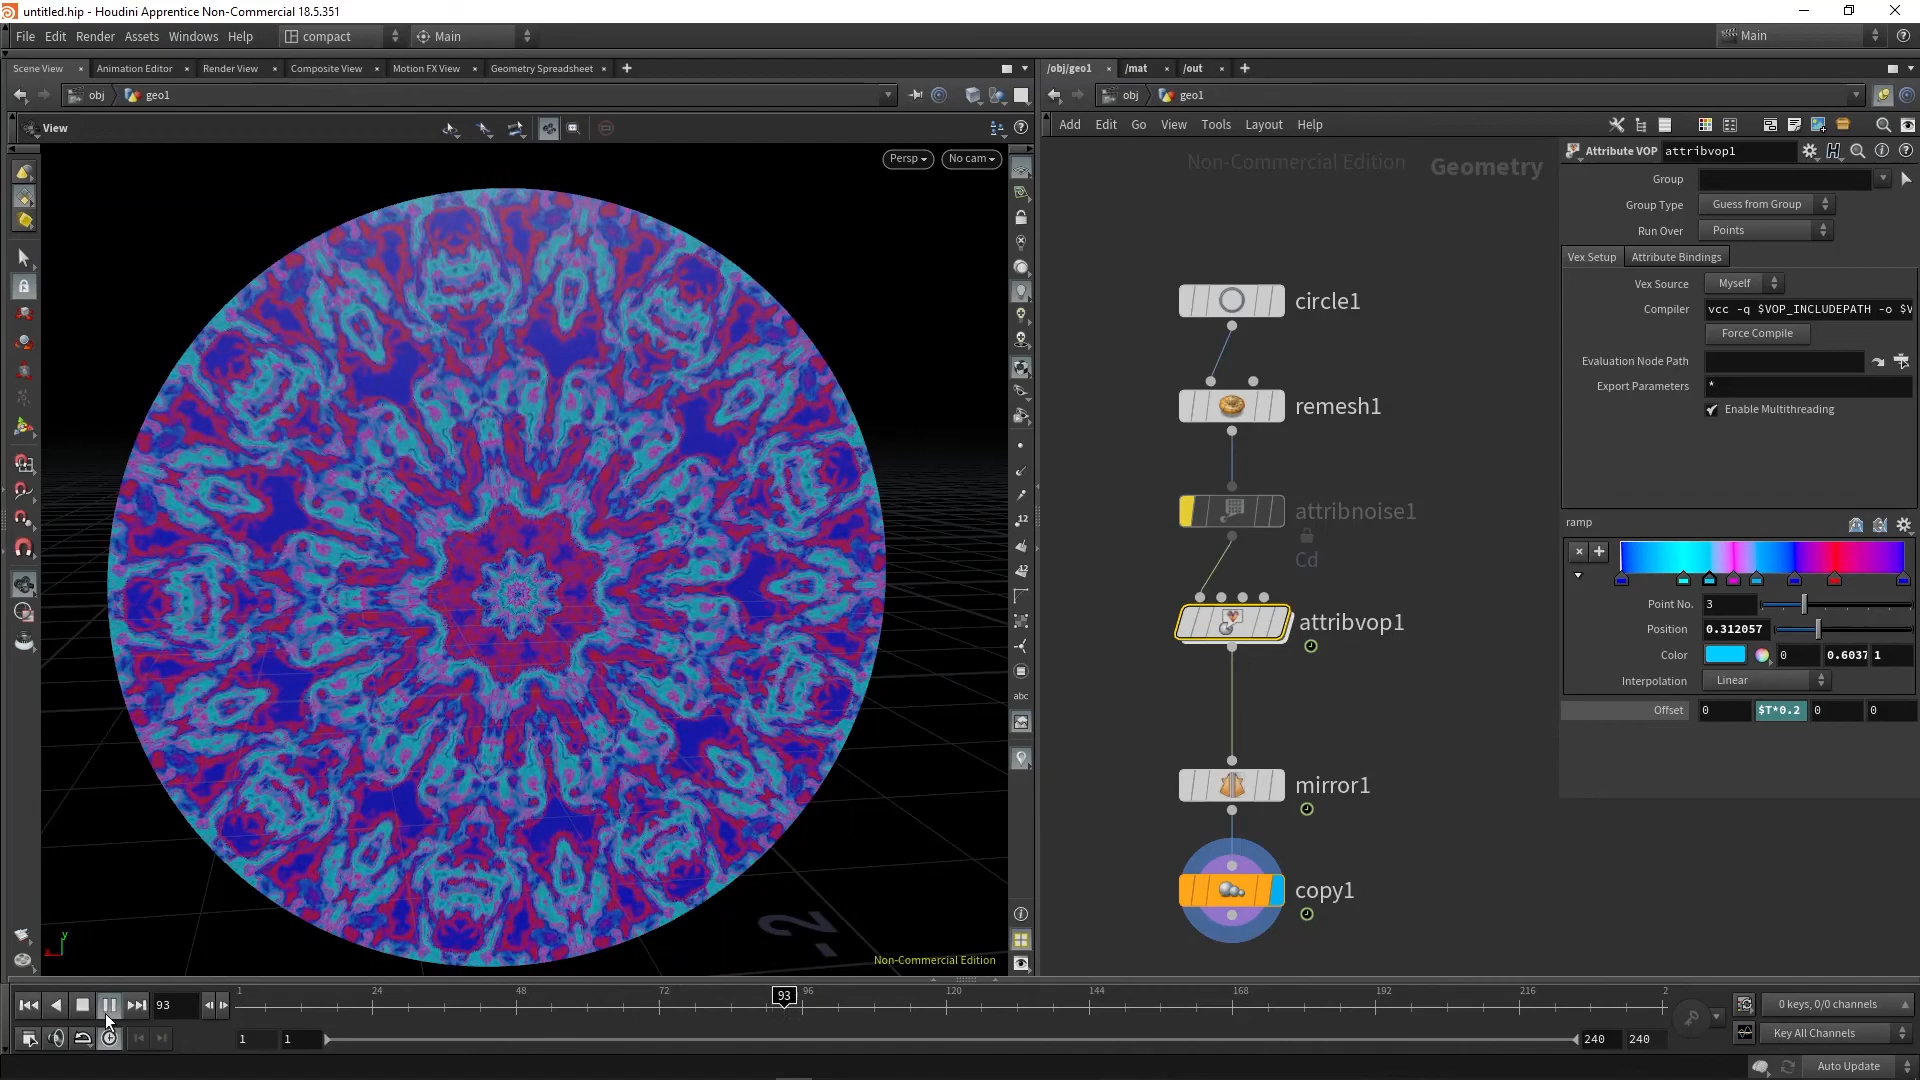 untitled.hip - Houdini Apprentice Non-Commercial 18.5.351
File Edit Render Assets Windows Help compact Main Main
Scene View Animation Editor Render View Composite View Motion FX View Geometry Spreadsheet
/obj/geo1 /mat /out
obj geo1
obj geo1
View
Add Edit Go View Tools Layout Help
Persp No cam
Non-Commercial Edition Geometry
Attribute VOP attribvop1
Group
Group Type Guess from Group
Run Over Points
Vex Setup Attribute Bindings
Vex Source Myself
Compiler vcc -q $VOP_INCLUDEPATH -o $V
Force Compile
Evaluation Node Path
Export Parameters *
Enable Multithreading
circle1
remesh1
attribnoise1
Cd
attribvop1
mirror1
copy1
ramp
Point No. 3
Position 0.312057
Color 0 0.6037 1
Interpolation Linear
Offset 0 $T*0.2 0 0
12
12
abc
y
x
-2
Non-Commercial Edition
93
1 24 48 72 93 96 120 144 168 192 216 2
0 keys, 0/0 channels
1 1 240 240
Key All Channels
Auto Update